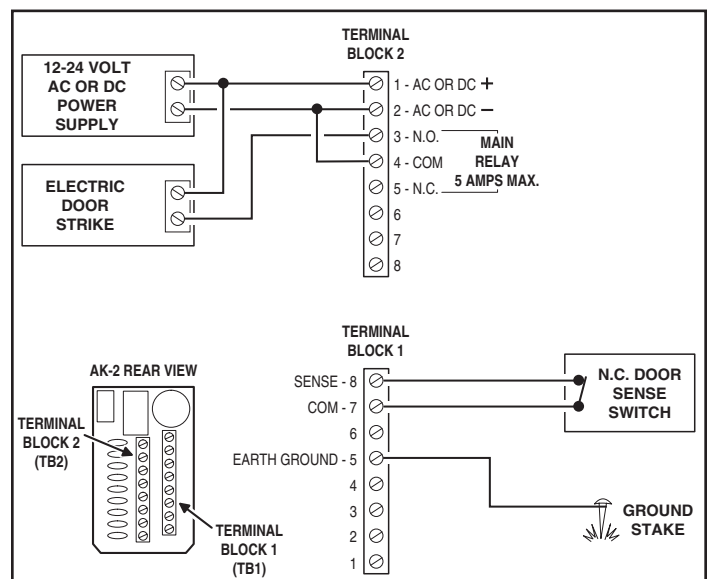 TERMINAL
BLOCK 2
12-24 VOLT
AC OR DC
POWER
SUPPLY
1 - AC OR DC +
2 - AC OR DC –
3 - N.O.
4 - COM
5 - N.C.
6
7
8
MAIN
RELAY
5 AMPS MAX.
ELECTRIC
DOOR
STRIKE
TERMINAL
BLOCK 1
SENSE - 8
COM - 7
6
EARTH GROUND - 5
4
3
2
1
N.C. DOOR
SENSE
SWITCH
GROUND
STAKE
AK-2 REAR VIEW
TERMINAL
BLOCK 2
(TB2)
TERMINAL
BLOCK 1
(TB1)